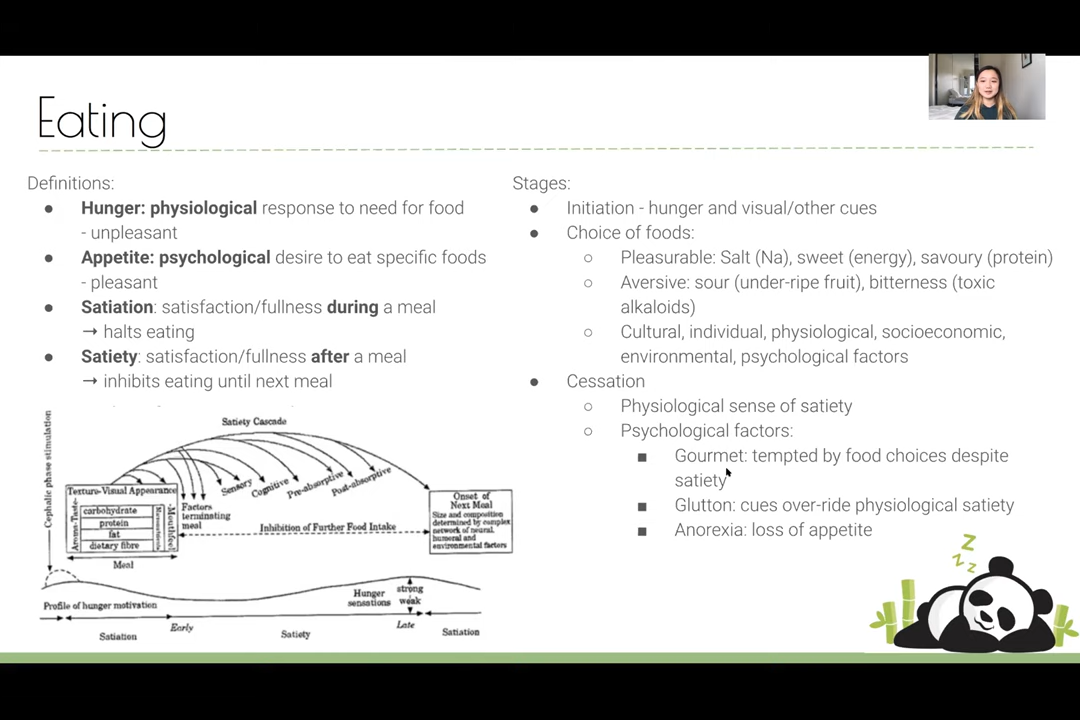 Eating
Definitions:
● Hunger: physiological response to need for food
- unpleasant
● Appetite: psychological desire to eat specific foods
- pleasant
● Satiation: satisfaction/fullness during a meal
→ halts eating
● Satiety: satisfaction/fullness after a meal
→ inhibits eating until next meal
Stages:
● Initiation - hunger and visual/other cues
● Choice of foods:
○ Pleasurable: Salt (Na), sweet (energy), savoury (protein)
○ Aversive: sour (under-ripe fruit), bitterness (toxic
alkaloids)
○ Cultural, individual, physiological, socioeconomic,
environmental, psychological factors
● Cessation
○ Physiological sense of satiety
○ Psychological factors:
■ Gourmet: tempted by food choices despite
satiety
■ Glutton: cues over-ride physiological satiety
■ Anorexia: loss of appetite
Cephalic phase stimulation
Satiety Cascade
Sensory
Cognitive
Pre-absorptive
Post-absorptive
Texture-Visual Appearance
Aroma-Taste
carbohydrate
protein
fat
dietary fibre
Mouthfeel
Meal
Factors
terminating
meal
Inhibition of Further Food Intake
Onset of
Next Meal
Size and composition
determined by complex
network of neural,
humeral and
environmental factors
Profile of hunger motivation
Hunger
sensations
strong
weak
Satiation
Early
Satiety
Late
Satiation
Z
Z
Z